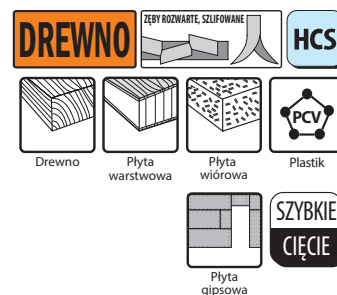 DREWNO
ZĘBY ROZWARTE, SZLIFOWANE
HCS
Drewno
Płyta
warstwowa
Płyta
wiórowa
PCV
Plastik
Płyta
gipsowa
SZYBKIE
CIĘCIE